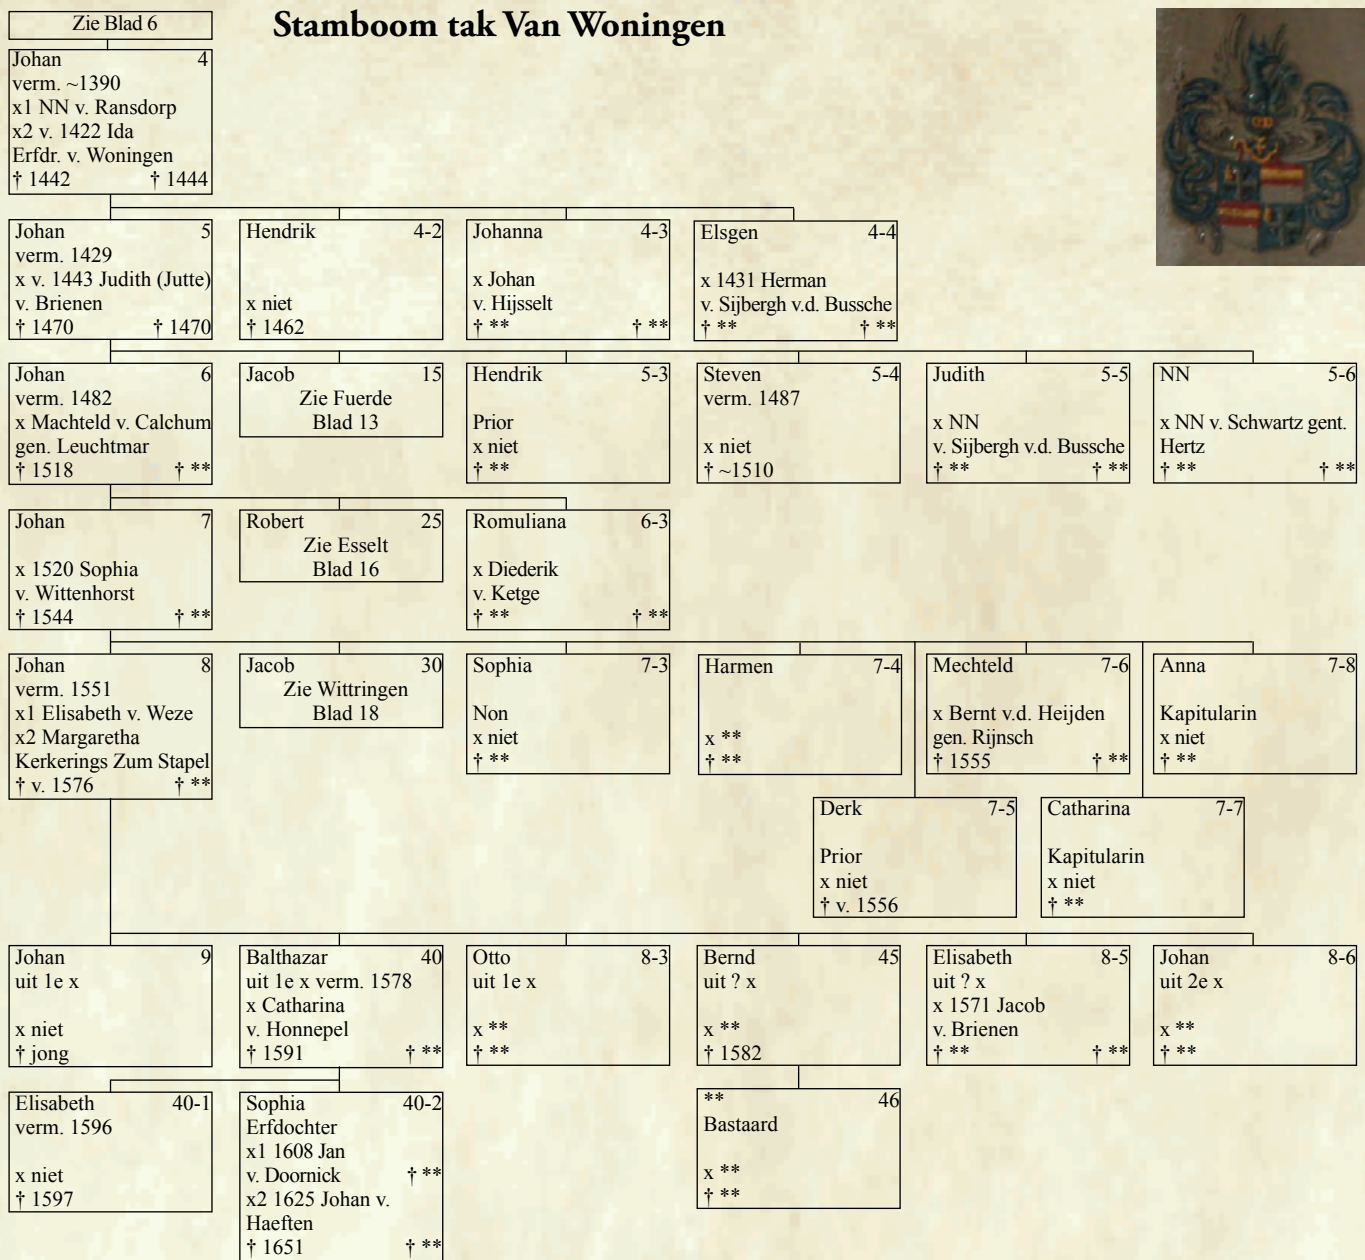 Zie Blad 6
Stamboom tak Van Woningen
Johan 4
verm. ~1390
x1 NN v. Ransdorp
x2 v. 1422 Ida
Erfdr. v. Woningen
† 1442 † 1444
Johan 5
verm. 1429
x v. 1443 Judith (Jutte)
v. Brienen
† 1470 † 1470
Hendrik 4-2
x niet
† 1462
Johanna 4-3
x Johan
v. Hijsselt
† ** † **
Elsgen 4-4
x 1431 Herman
v. Sijbergh v.d. Bussche
† ** † **
Johan 6
verm. 1482
x Machteld v. Calchum
gen. Leuchtmar
† 1518 † **
Jacob 15
Zie Fuerde
Blad 13
Hendrik 5-3
Prior
x niet
† **
Steven 5-4
verm. 1487
x niet
† ~1510
Judith 5-5
x NN
v. Sijbergh v.d. Bussche
† ** † **
NN 5-6
x NN v. Schwartz gent.
Hertz
† ** † **
Johan 7
x 1520 Sophia
v. Wittenhorst
† 1544 † **
Robert 25
Zie Esselt
Blad 16
Romuliana 6-3
x Diederik
v. Ketge
† ** † **
Johan 8
verm. 1551
x1 Elisabeth v. Weze
x2 Margaretha
Kerkerings Zum Stapel
† v. 1576 † **
Jacob 30
Zie Wittringen
Blad 18
Sophia 7-3
Non
x niet
† **
Harmen 7-4
x **
† **
Mechteld 7-6
x Bernt v.d. Heijden
gen. Rijnsch
† 1555 † **
Anna 7-8
Kapitularin
x niet
† **
Derk 7-5
Prior
x niet
† v. 1556
Catharina 7-7
Kapitularin
x niet
† **
Johan 9
uit 1e x
x niet
† jong
Balthazar 40
uit 1e x verm. 1578
x Catharina
v. Honnepel
† 1591 † **
Otto 8-3
uit 1e x
x **
† **
Bernd 45
uit ? x
x **
† 1582
Elisabeth 8-5
uit ? x
x 1571 Jacob
v. Brienen
† ** † **
Johan 8-6
uit 2e x
x **
† **
Elisabeth 40-1
verm. 1596
x niet
† 1597
Sophia 40-2
Erfdochter
x1 1608 Jan
v. Doornick † **
x2 1625 Johan v.
Haeften
† 1651 † **
** 46
Bastaard
x **
† **